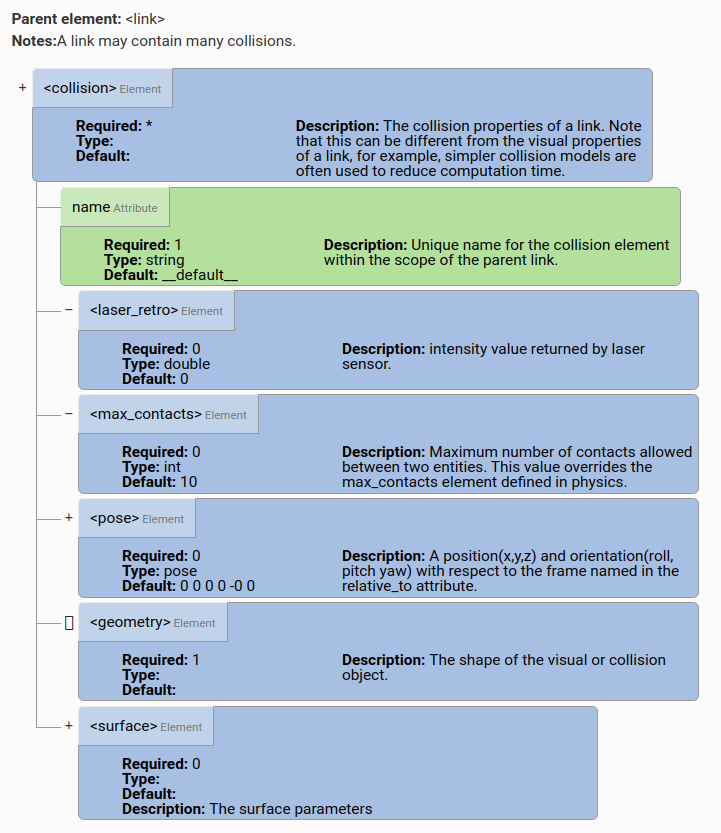 Parent element: <link>
Notes:A link may contain many collisions.
+ <collision> Element
Required: *
Type:
Default:
Description: The collision properties of a link. Note
that this can be different from the visual properties
of a link, for example, simpler collision models are
often used to reduce computation time.
name Attribute
Required: 1
Type: string
Default: __default__
Description: Unique name for the collision element
within the scope of the parent link.
− <laser_retro> Element
Required: 0
Type: double
Default: 0
Description: intensity value returned by laser
sensor.
− <max_contacts> Element
Required: 0
Type: int
Default: 10
Description: Maximum number of contacts allowed
between two entities. This value overrides the
max_contacts element defined in physics.
+ <pose> Element
Required: 0
Type: pose
Default: 0 0 0 0 -0 0
Description: A position(x,y,z) and orientation(roll,
pitch yaw) with respect to the frame named in the
relative_to attribute.
<geometry> Element
Required: 1
Type:
Default:
Description: The shape of the visual or collision
object.
+ <surface> Element
Required: 0
Type:
Default:
Description: The surface parameters